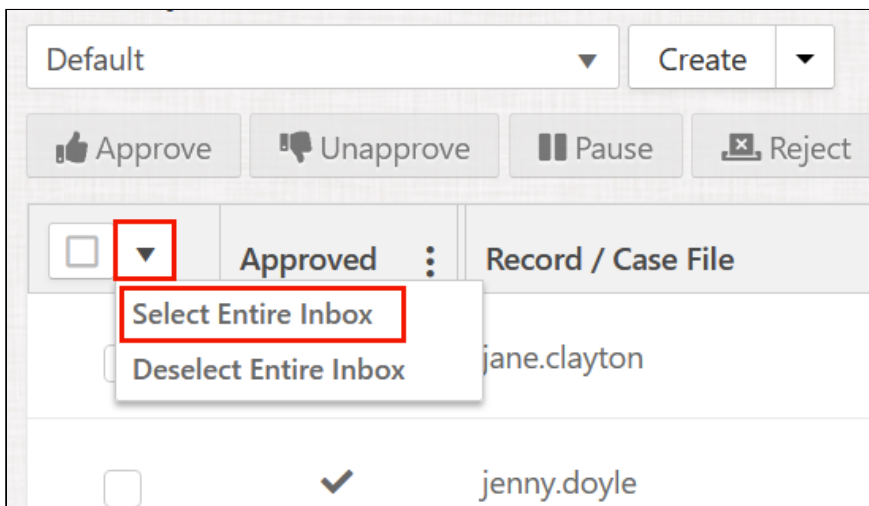 Default
Create
Approve
Unapprove
Pause
Reject
Approved
Record / Case File
Select Entire Inbox
Deselect Entire Inbox
jane.clayton
jenny.doyle